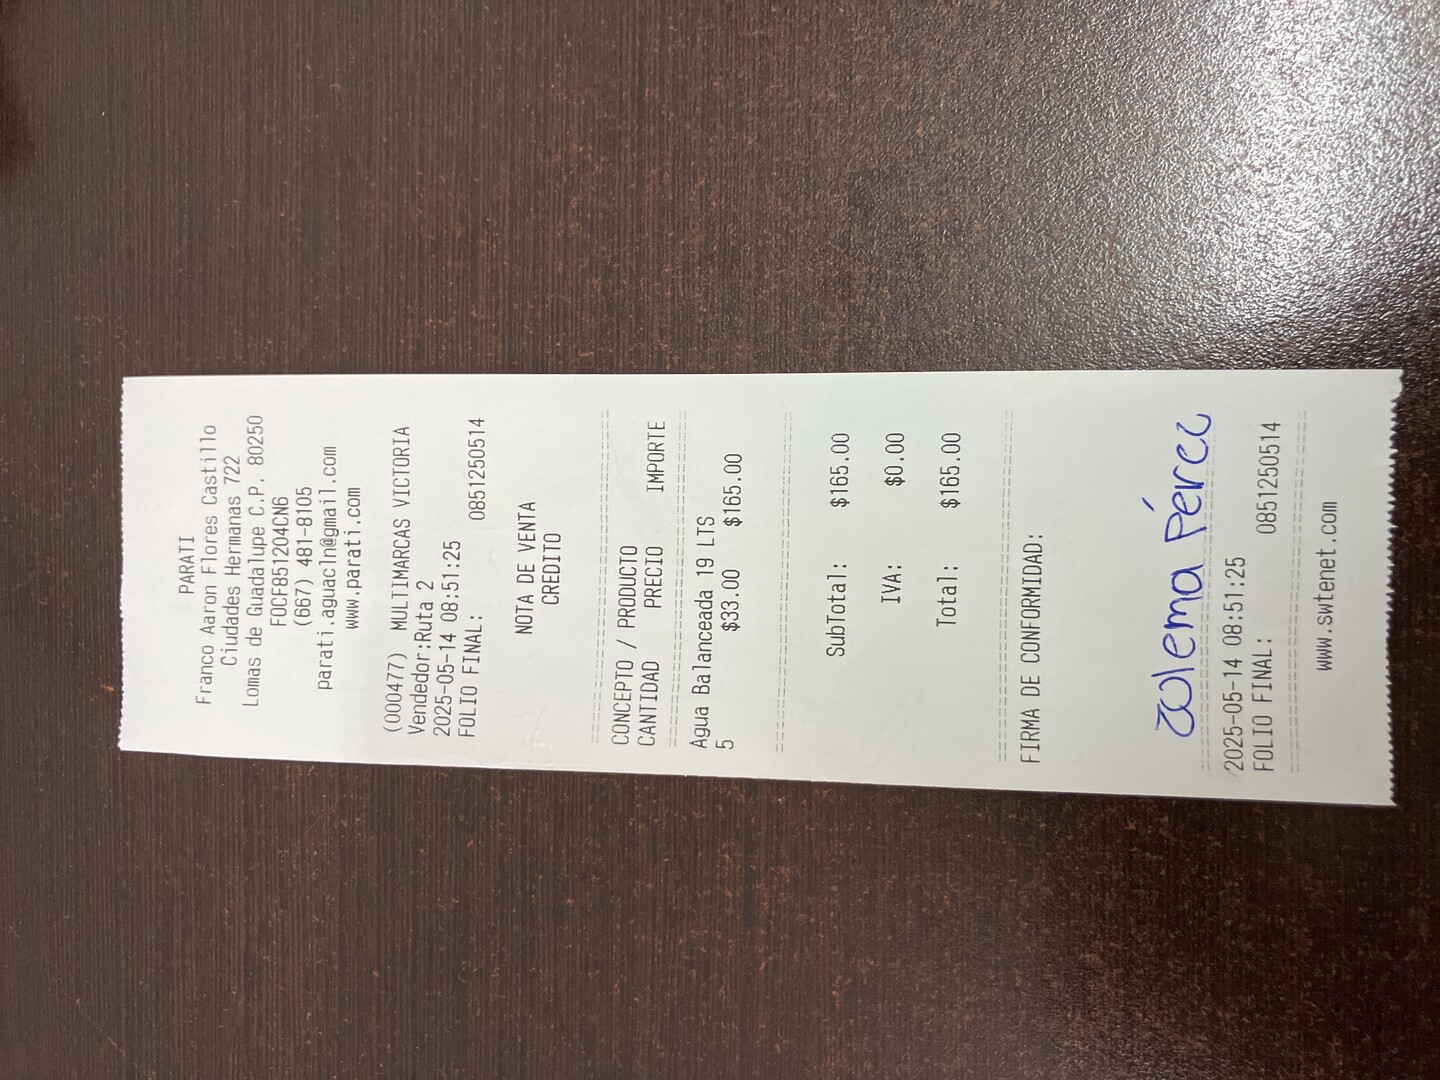 PARATI
Franco Aaron Flores Castillo
Ciudades Hermanas 722
Lomas de Guadalupe C.P. 80250
FOCF851204CN6
(667) 481-8105
parati.aguacln@gmail.com
www.parati.com
(000477) MULTIMARCAS VICTORIA
Vendedor:Ruta 2
2025-05-14 08:51:25
FOLIO FINAL: 0851250514
NOTA DE VENTA
CREDITO
CONCEPTO / PRODUCTO
CANTIDAD PRECIO IMPORTE
Agua Balanceada 19 LTS
5 $33.00 $165.00
SubTotal: $165.00
IVA: $0.00
Total: $165.00
FIRMA DE CONFORMIDAD:
Zulema Pérez
2025-05-14 08:51:25
FOLIO FINAL: 0851250514
www.swtenet.com